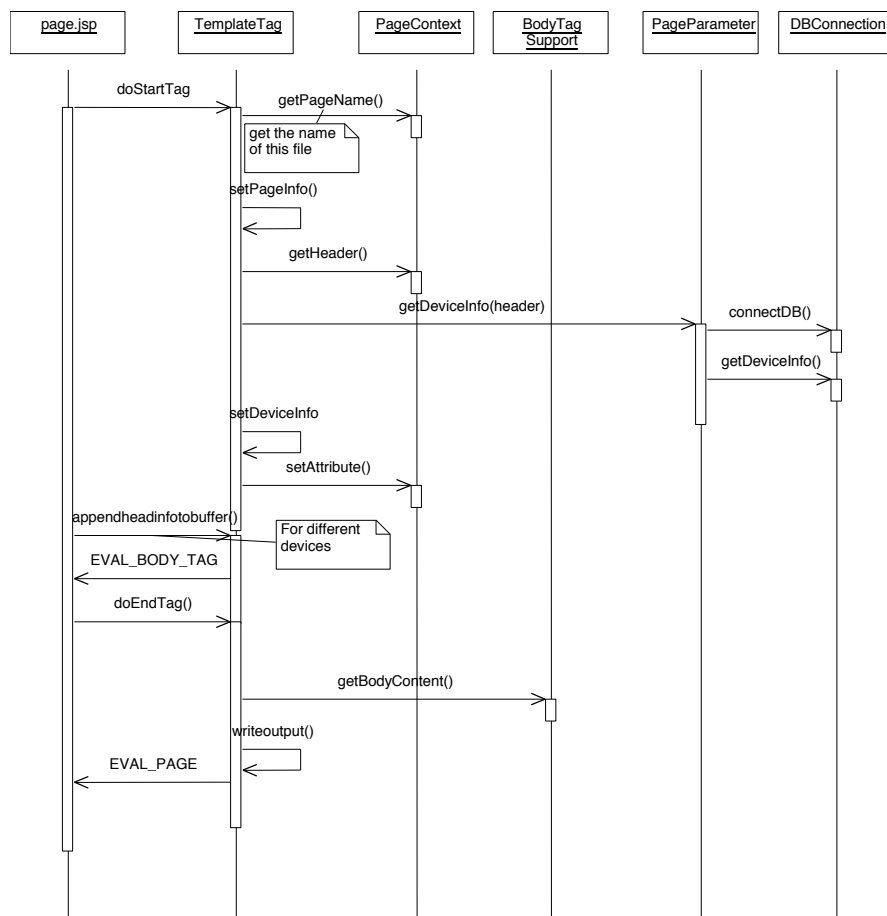 page.jsp
TemplateTag
PageContext
BodyTag
Support
PageParameter
DBConnection
doStartTag
getPageName()
get the name
of this file
setPageInfo()
getHeader()
getDeviceInfo(header)
connectDB()
getDeviceInfo()
setDeviceInfo
setAttribute()
appendheadinfotobuffer()
For different
devices
EVAL_BODY_TAG
doEndTag()
getBodyContent()
writeoutput()
EVAL_PAGE